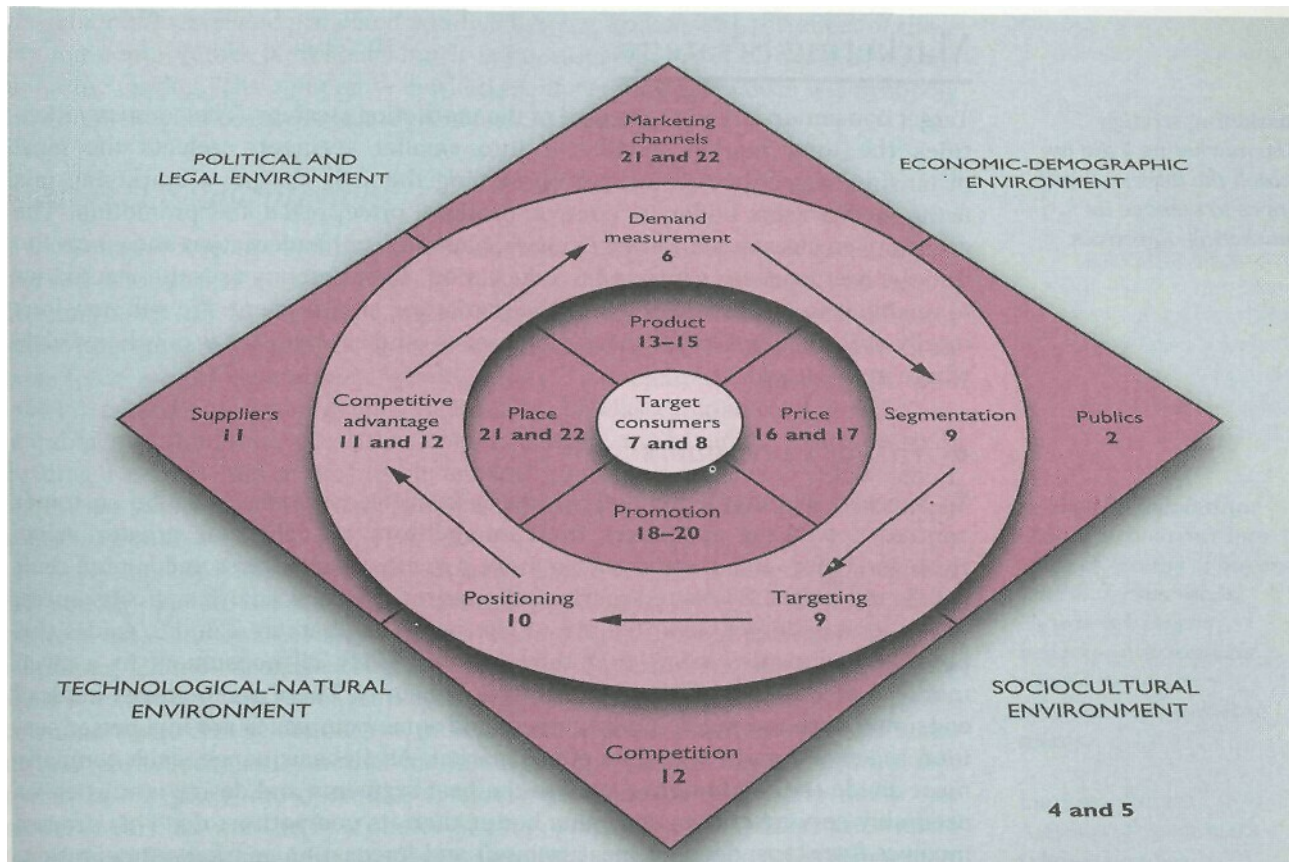 Marketing
channels
21 and 22
POLITICAL AND
LEGAL ENVIRONMENT
ECONOMIC-DEMOGRAPHIC
ENVIRONMENT
Demand
measurement
6
Product
13–15
Suppliers
11
Competitive
advantage
11 and 12
Place
21 and 22
Target
consumers
7 and 8
Price
16 and 17
Segmentation
9
Publics
2
Promotion
18–20
Positioning
10
Targeting
9
TECHNOLOGICAL-NATURAL
ENVIRONMENT
SOCIOCULTURAL
ENVIRONMENT
Competition
12
4 and 5